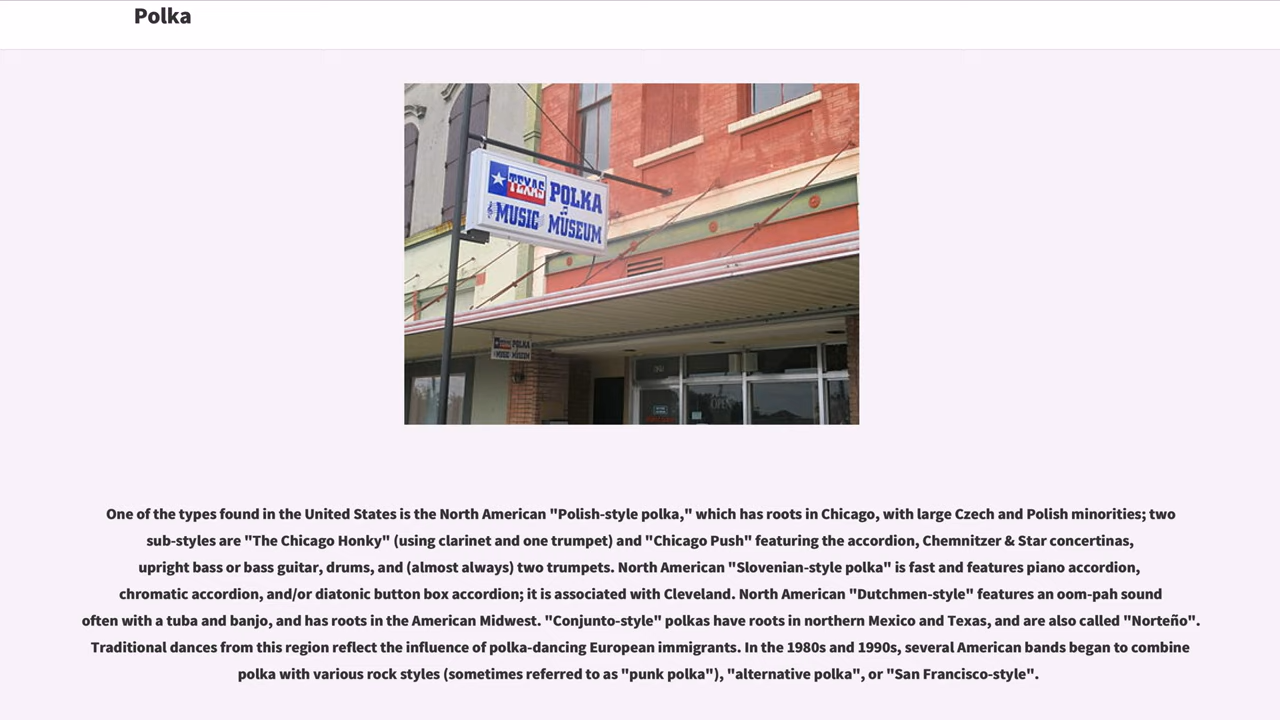 Polka
TEXAS POLKA
MUSIC MUSEUM
POLKA
MUSIC MUSEUM
OPEN
One of the types found in the United States is the North American "Polish-style polka," which has roots in Chicago, with large Czech and Polish minorities; two
sub-styles are "The Chicago Honky" (using clarinet and one trumpet) and "Chicago Push" featuring the accordion, Chemnitzer & Star concertinas,
upright bass or bass guitar, drums, and (almost always) two trumpets. North American "Slovenian-style polka" is fast and features piano accordion,
chromatic accordion, and/or diatonic button box accordion; it is associated with Cleveland. North American "Dutchmen-style" features an oom-pah sound
often with a tuba and banjo, and has roots in the American Midwest. "Conjunto-style" polkas have roots in northern Mexico and Texas, and are also called "Norteño".
Traditional dances from this region reflect the influence of polka-dancing European immigrants. In the 1980s and 1990s, several American bands began to combine
polka with various rock styles (sometimes referred to as "punk polka"), "alternative polka", or "San Francisco-style".